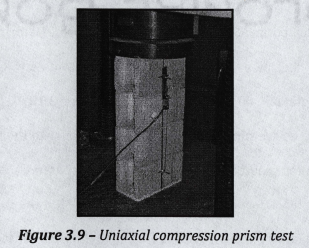 Figure 3.9 – Uniaxial compression prism test